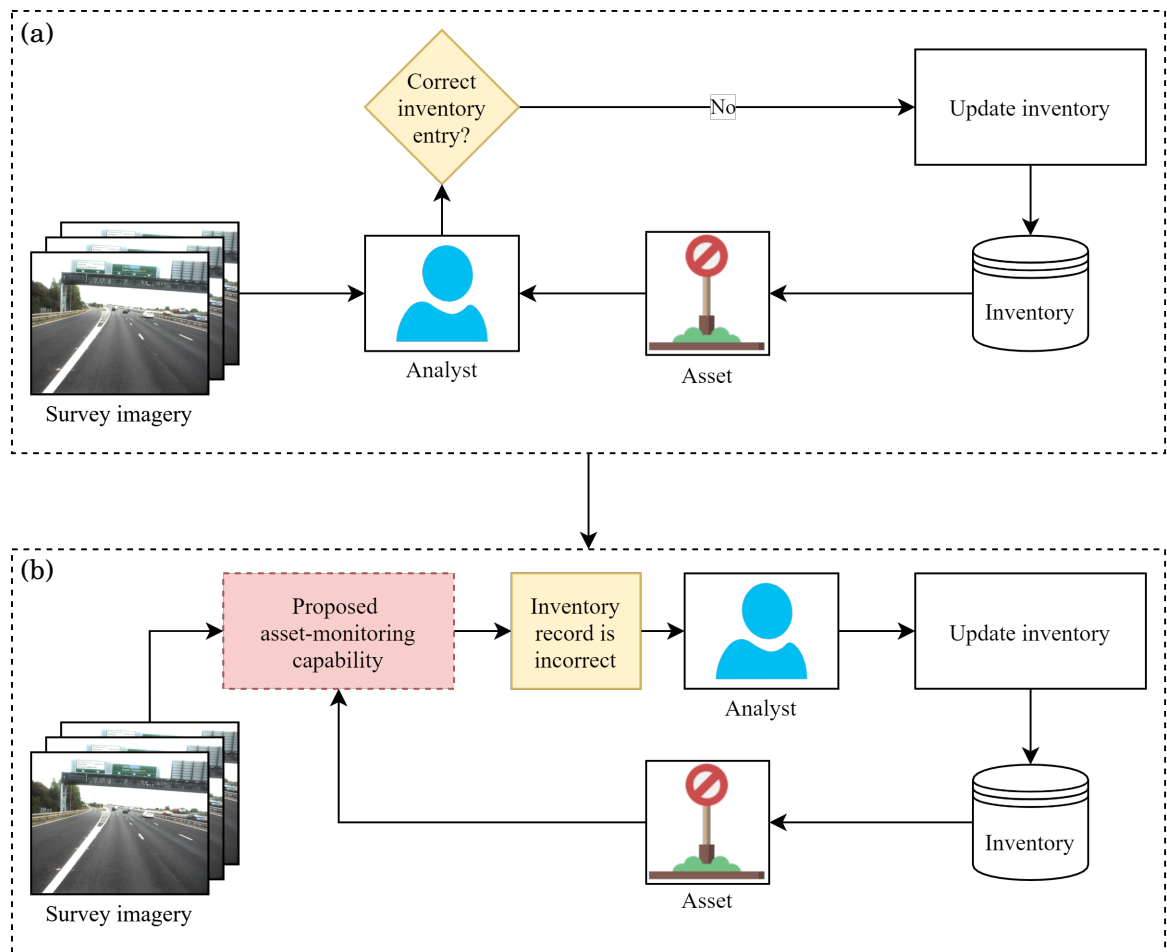 (a)
Correct
inventory
entry?
No
Update inventory
Inventory
Analyst
Asset
Survey imagery
(b)
Proposed
asset-monitoring
capability
Inventory
record is
incorrect
Analyst
Update inventory
Inventory
Asset
Survey imagery